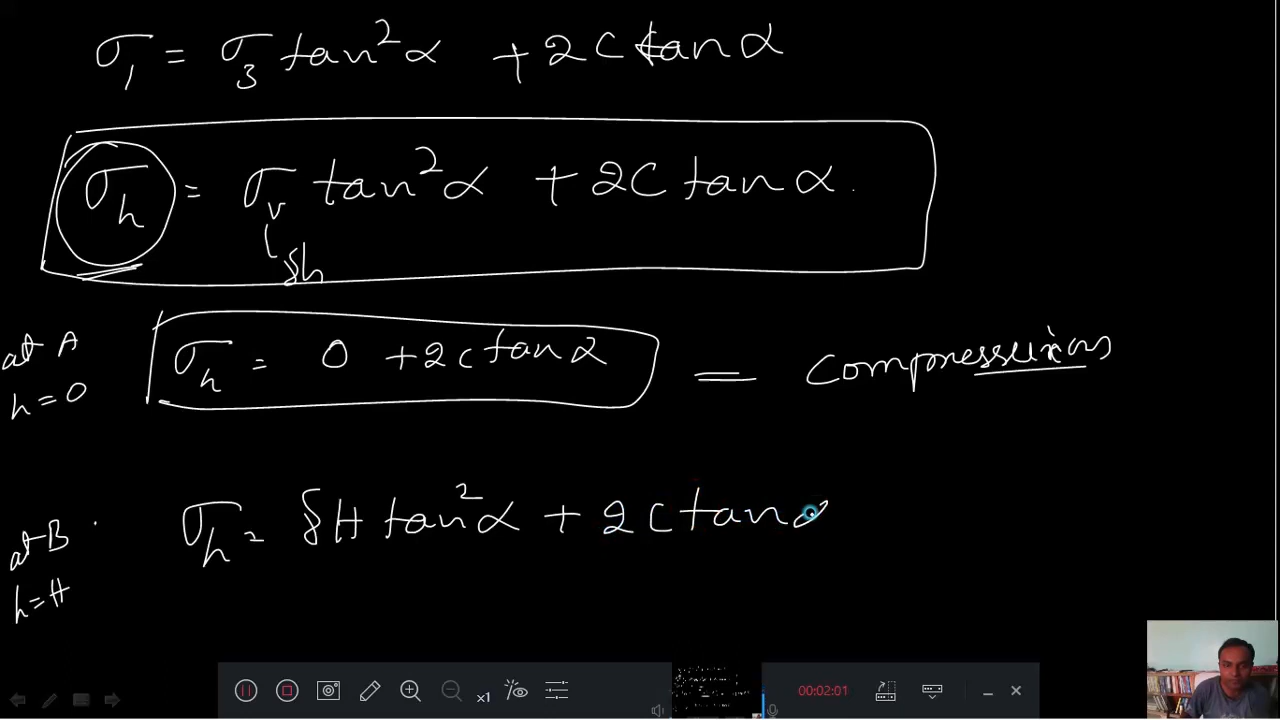 σ₁ = σ₃ tan²α + 2C tanα
σₕ = σᵥ tan²α + 2C tanα.
γh
at A
h = 0
σₕ = 0 + 2C tanα = compressions
at B
h = H
σₕ = γH tan²α + 2C tanα
x1
00:02:01